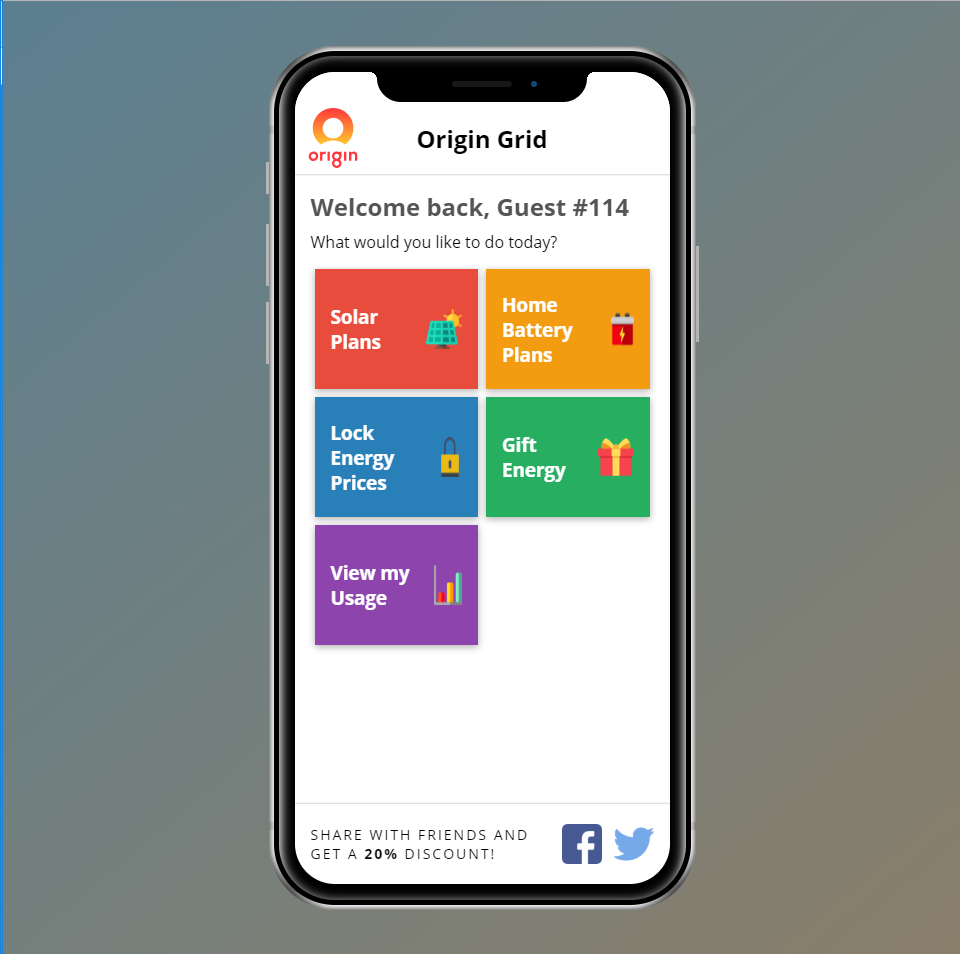 origin
Origin Grid
Welcome back, Guest #114
What would you like to do today?
Solar
Plans
Home
Battery
Plans
Lock
Energy
Prices
Gift
Energy
View my
Usage
SHARE WITH FRIENDS AND
GET A 20% DISCOUNT!